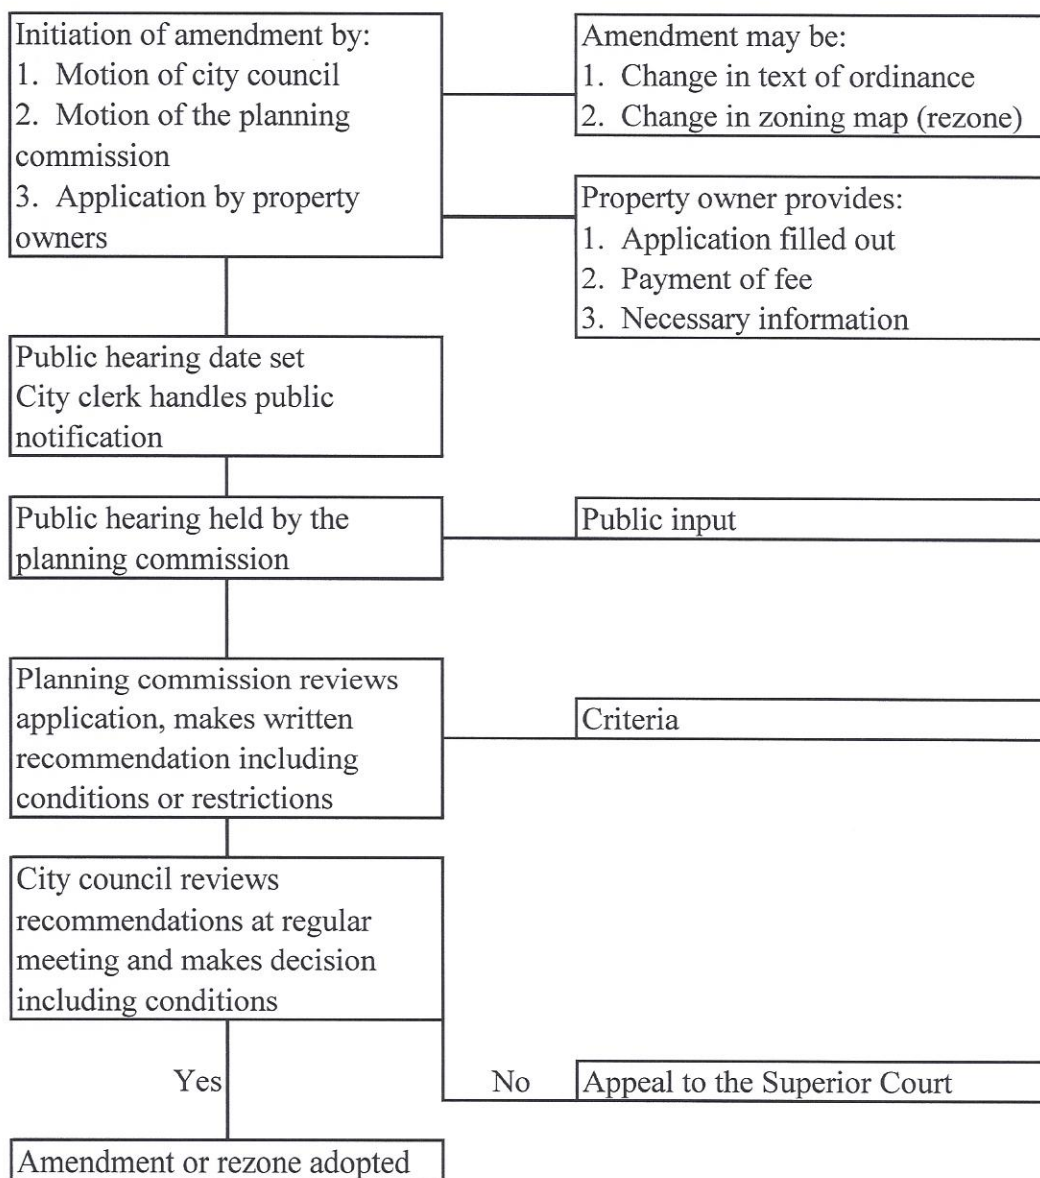 Initiation of amendment by:
1. Motion of city council
2. Motion of the planning
commission
3. Application by property
owners
Amendment may be:
1. Change in text of ordinance
2. Change in zoning map (rezone)
Property owner provides:
1. Application filled out
2. Payment of fee
3. Necessary information
Public hearing date set
City clerk handles public
notification
Public hearing held by the
planning commission
Public input
Planning commission reviews
application, makes written
recommendation including
conditions or restrictions
Criteria
City council reviews
recommendations at regular
meeting and makes decision
including conditions
Yes
No
Appeal to the Superior Court
Amendment or rezone adopted